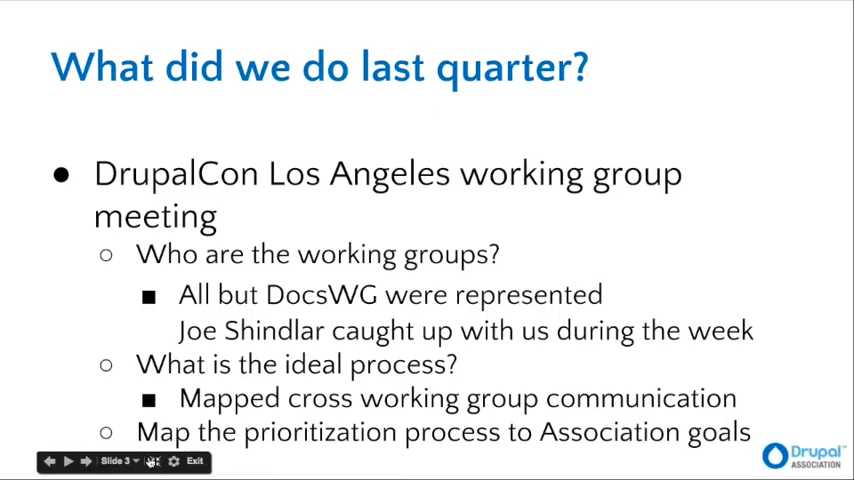 What did we do last quarter?
● DrupalCon Los Angeles working group
meeting
○ Who are the working groups?
■ All but DocsWG were represented
Joe Shindlar caught up with us during the week
○ What is the ideal process?
■ Mapped cross working group communication
○ Map the prioritization process to Association goals
Slide 3 Exit
Drupal™
ASSOCIATION